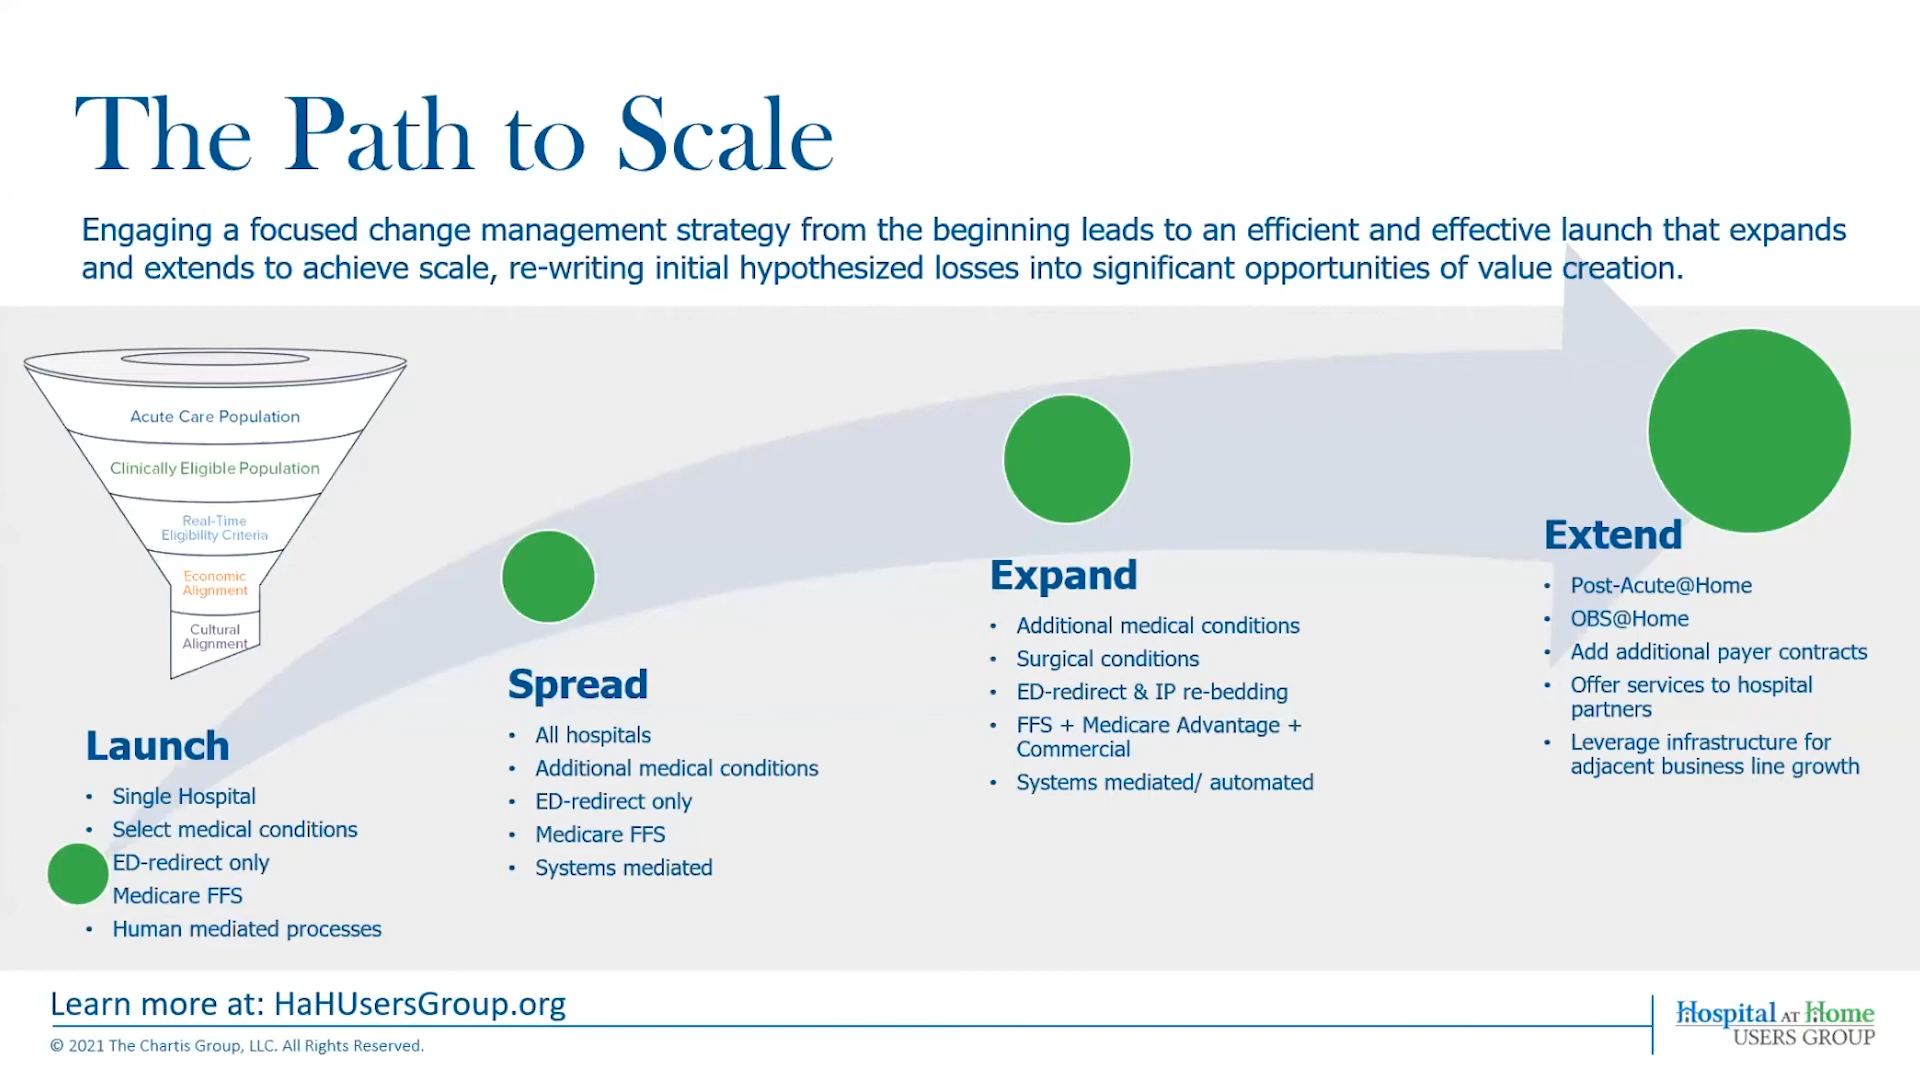 The Path to Scale
Engaging a focused change management strategy from the beginning leads to an efficient and effective launch that expands
and extends to achieve scale, re-writing initial hypothesized losses into significant opportunities of value creation.
Acute Care Population
Clinically Eligible Population
Real-Time
Eligibility Criteria
Economic
Alignment
Cultural
Alignment
Launch
• Single Hospital
• Select medical conditions
ED-redirect only
Medicare FFS
• Human mediated processes
Spread
• All hospitals
• Additional medical conditions
• ED-redirect only
• Medicare FFS
• Systems mediated
Expand
• Additional medical conditions
• Surgical conditions
• ED-redirect & IP re-bedding
• FFS + Medicare Advantage +
Commercial
• Systems mediated/ automated
Extend
• Post-Acute@Home
• OBS@Home
• Add additional payer contracts
• Offer services to hospital
partners
• Leverage infrastructure for
adjacent business line growth
Learn more at: HaHUsersGroup.org
© 2021 The Chartis Group, LLC. All Rights Reserved.
Hospital AT Home
USERS GROUP